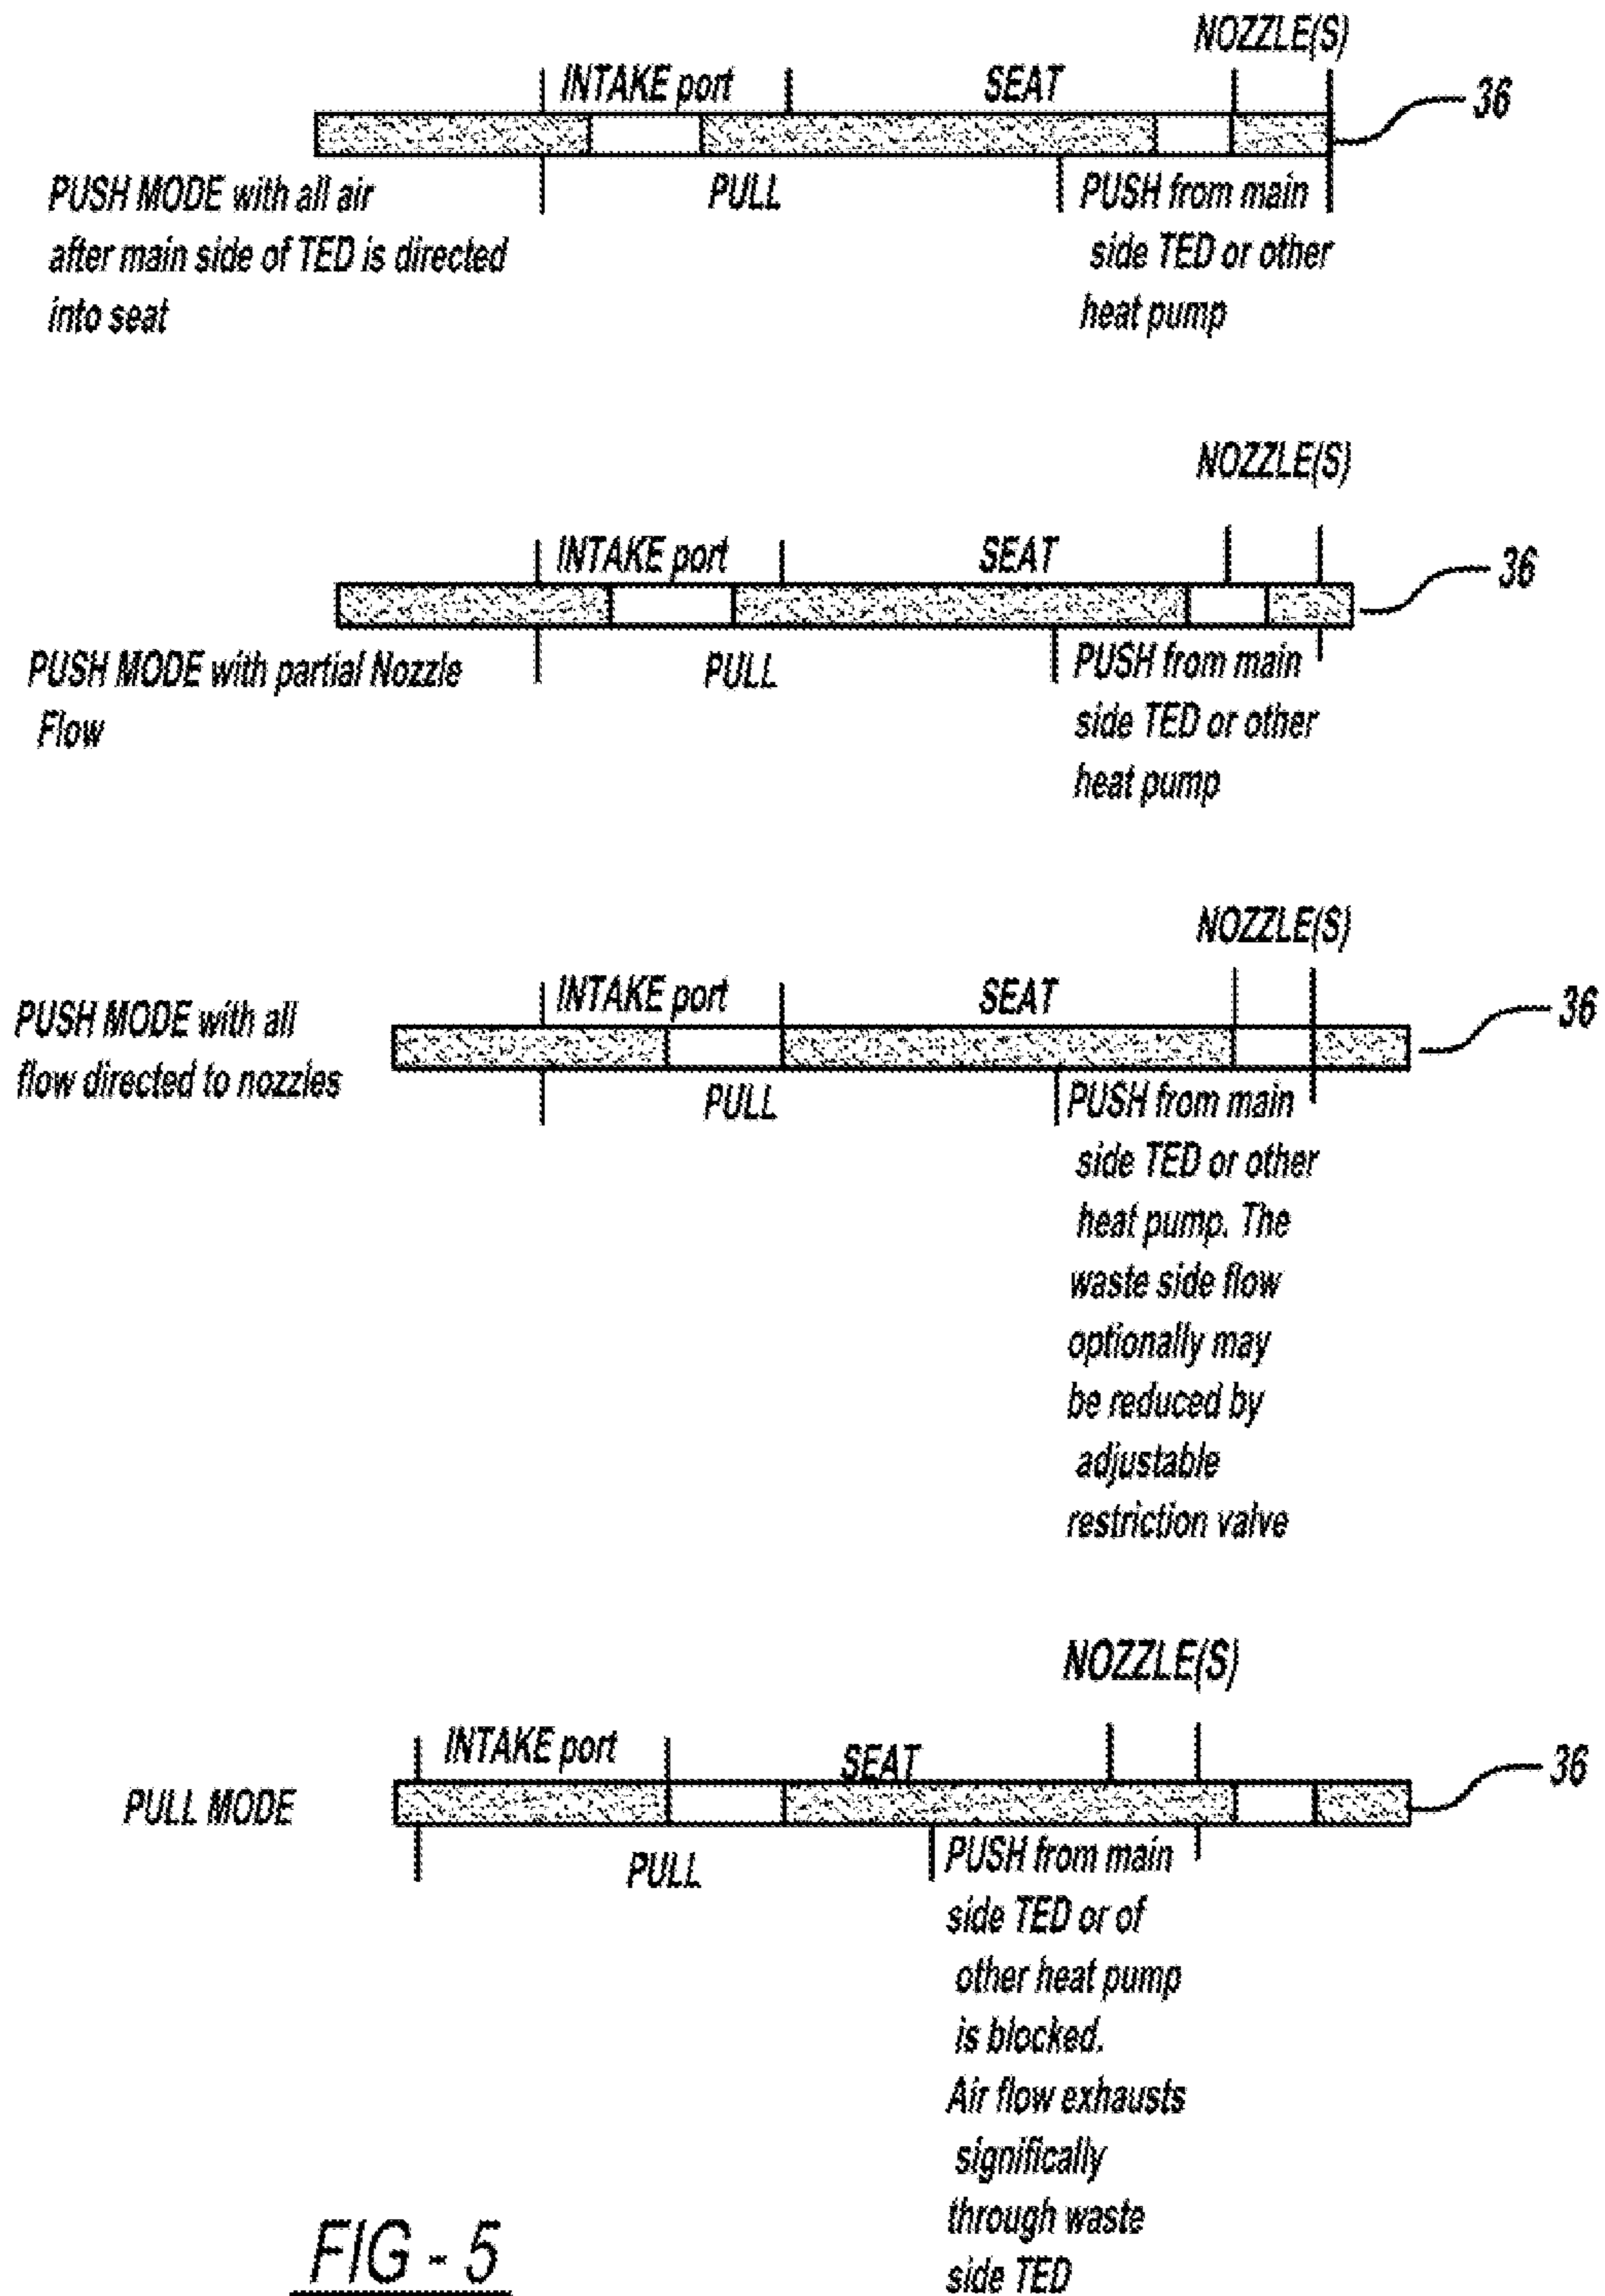 NOZZLE(S)
INTAKE port
SEAT
36
PUSH MODE with all air
after main side of TED is directed
into seat
PULL
PUSH from main
side TED or other
heat pump
NOZZLE(S)
INTAKE port
SEAT
36
PUSH MODE with partial Nozzle
Flow
PULL
PUSH from main
side TED or other
heat pump
NOZZLE(S)
INTAKE port
SEAT
36
PUSH MODE with all
flow directed to nozzles
PULL
PUSH from main
side TED or other
heat pump. The
waste side flow
optionally may
be reduced by
adjustable
restriction valve
NOZZLE(S)
INTAKE port
SEAT
36
PULL MODE
PULL
PUSH from main
side TED or of
other heat pump
is blocked.
Air flow exhausts
significally
through waste
side TED
FIG - 5